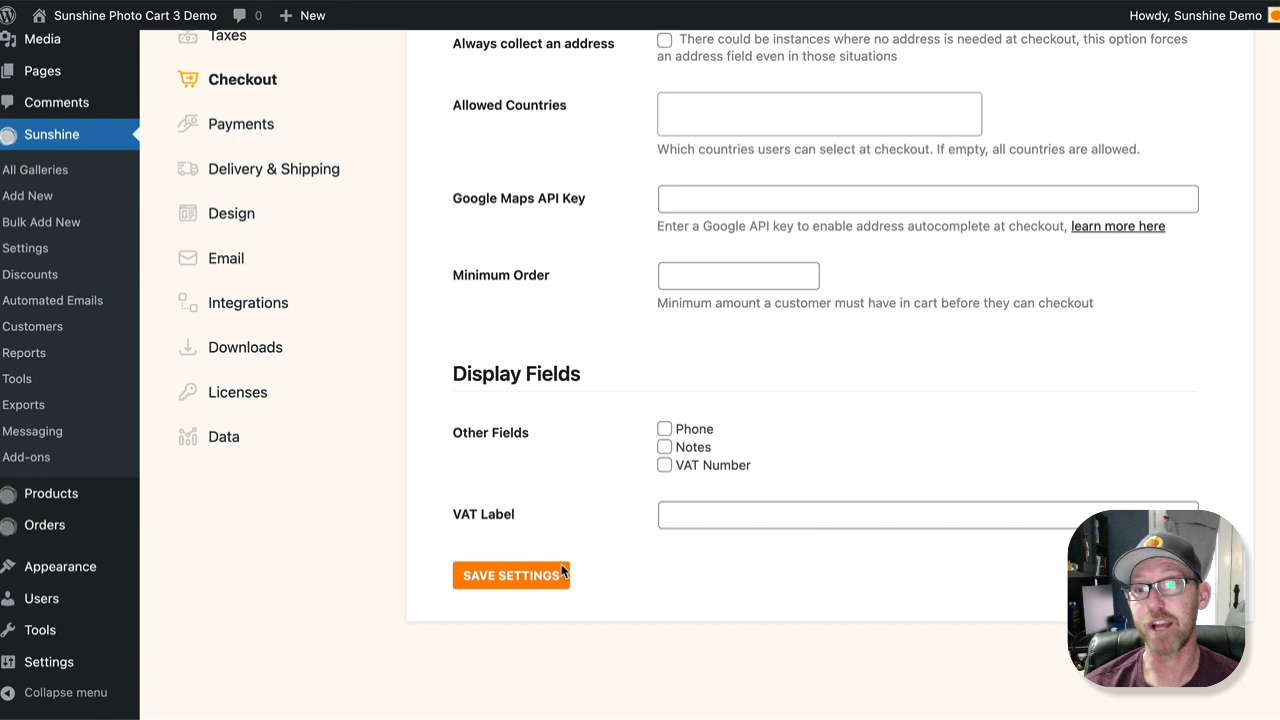 Sunshine Photo Cart 3 Demo
0
New
Howdy, Sunshine Demo
Media
Pages
Comments
Sunshine
All Galleries
Add New
Bulk Add New
Settings
Discounts
Automated Emails
Customers
Reports
Tools
Exports
Messaging
Add-ons
Products
Orders
Appearance
Users
Tools
Settings
Collapse menu
Taxes
Checkout
Payments
Delivery & Shipping
Design
Email
Integrations
Downloads
Licenses
Data
Always collect an address
There could be instances where no address is needed at checkout, this option forces
an address field even in those situations
Allowed Countries
Which countries users can select at checkout. If empty, all countries are allowed.
Google Maps API Key
Enter a Google API key to enable address autocomplete at checkout, learn more here
Minimum Order
Minimum amount a customer must have in cart before they can checkout
Display Fields
Other Fields
Phone
Notes
VAT Number
VAT Label
SAVE SETTINGS